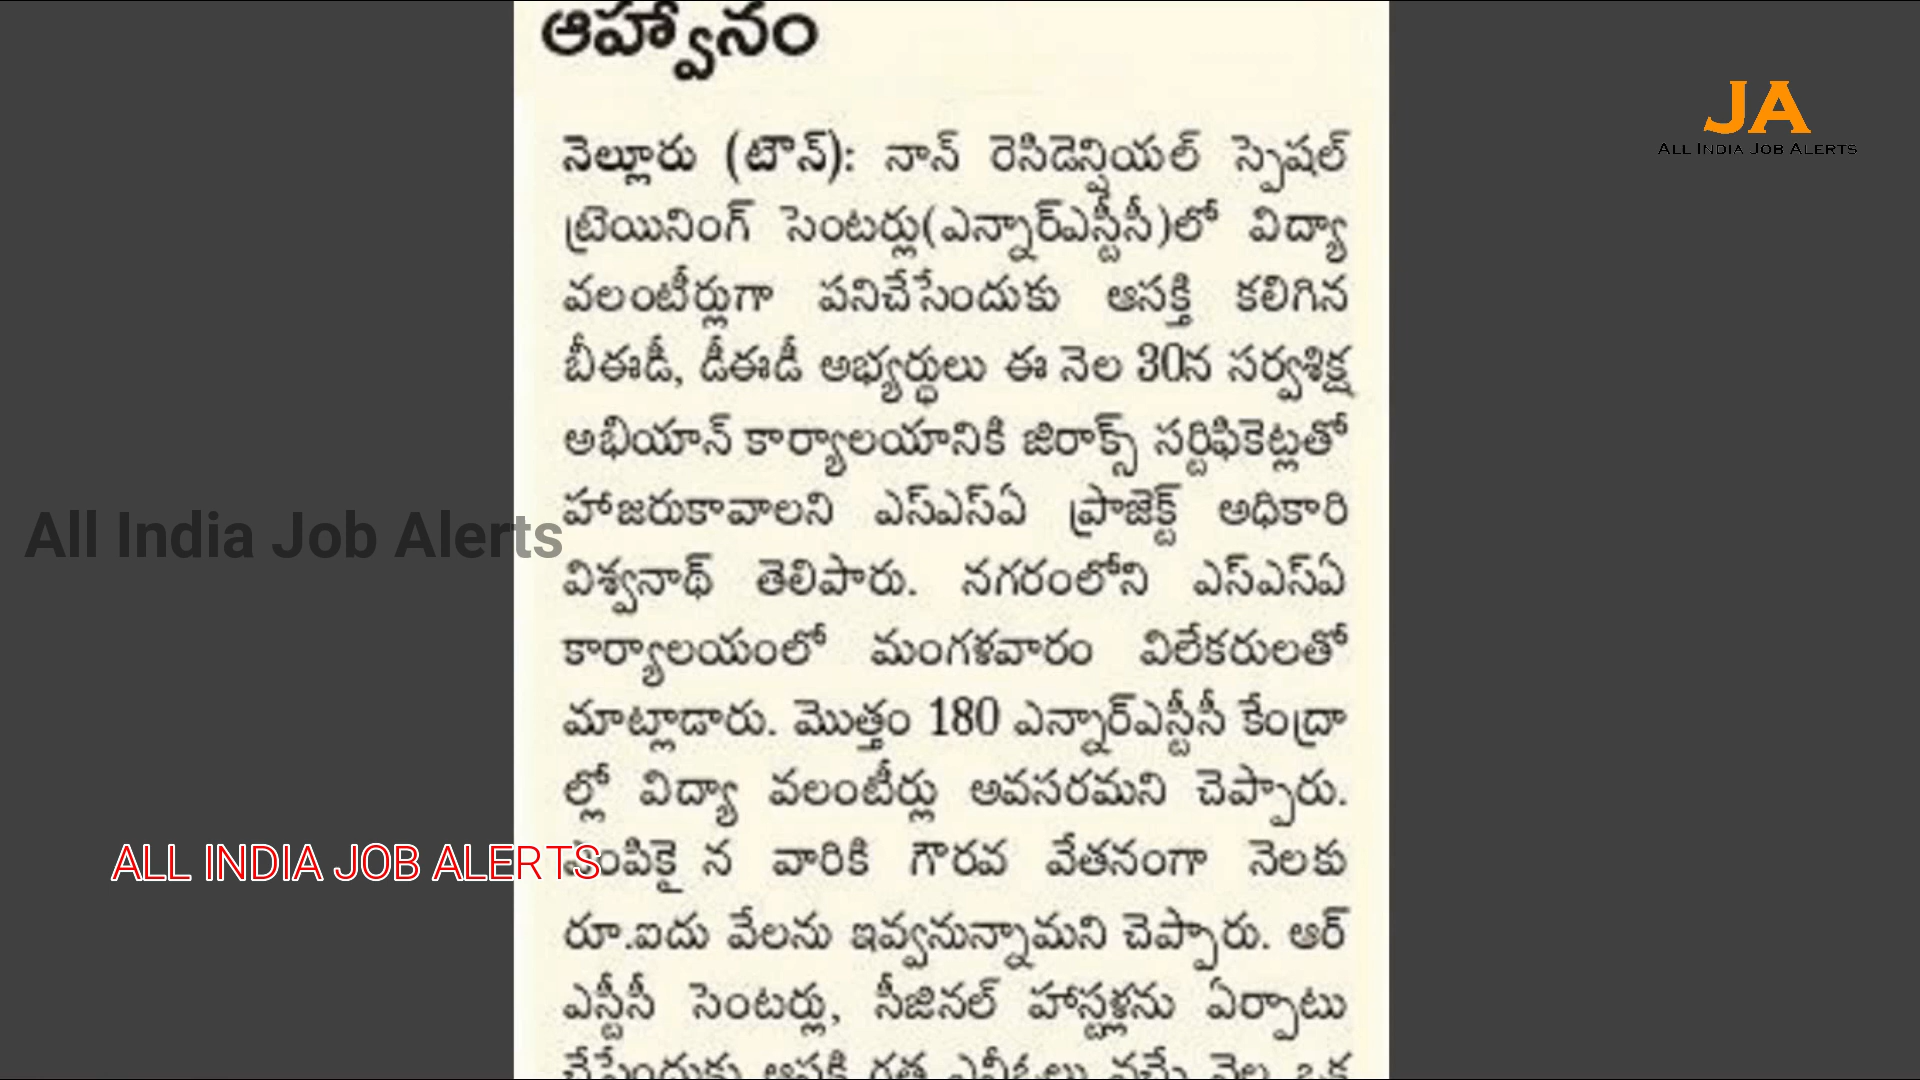 ఆహ్వానం
JA
ALL INDIA JOB ALERTS
నెల్లూరు (టౌన్): నాన్ రెసిడెన్షియల్ స్పెషల్
ట్రెయినింగ్ సెంటర్లు(ఎన్నార్ఎస్టీసీ)లో విద్యా
వలంటీర్లుగా పనిచేసేందుకు ఆసక్తి కలిగిన
బీఈడీ, డీఈడీ అభ్యర్థులు ఈ నెల 30న సర్వశిక్ష
అభియాన్ కార్యాలయానికి జిరాక్స్ సర్టిఫికెట్లతో
All India Job Alerts
హాజరుకావాలని ఎస్ఎస్ఏ ప్రాజెక్ట్ అధికారి
విశ్వనాథ్ తెలిపారు. నగరంలోని ఎస్ఎస్ఏ
కార్యాలయంలో మంగళవారం విలేకరులతో
మాట్లాడారు. మొత్తం 180 ఎన్నార్ఎస్టీసీ కేంద్రా
ల్లో విద్యా వలంటీర్లు అవసరమని చెప్పారు.
ALL INDIA JOB ALERTS
న వారికి గౌరవ వేతనంగా నెలకు
రూ.ఐదు వేలను ఇవ్వనున్నామని చెప్పారు. ఆర్
ఎస్టీసీ సెంటర్లు, సీజినల్ హాస్టళ్లను ఏర్పాటు